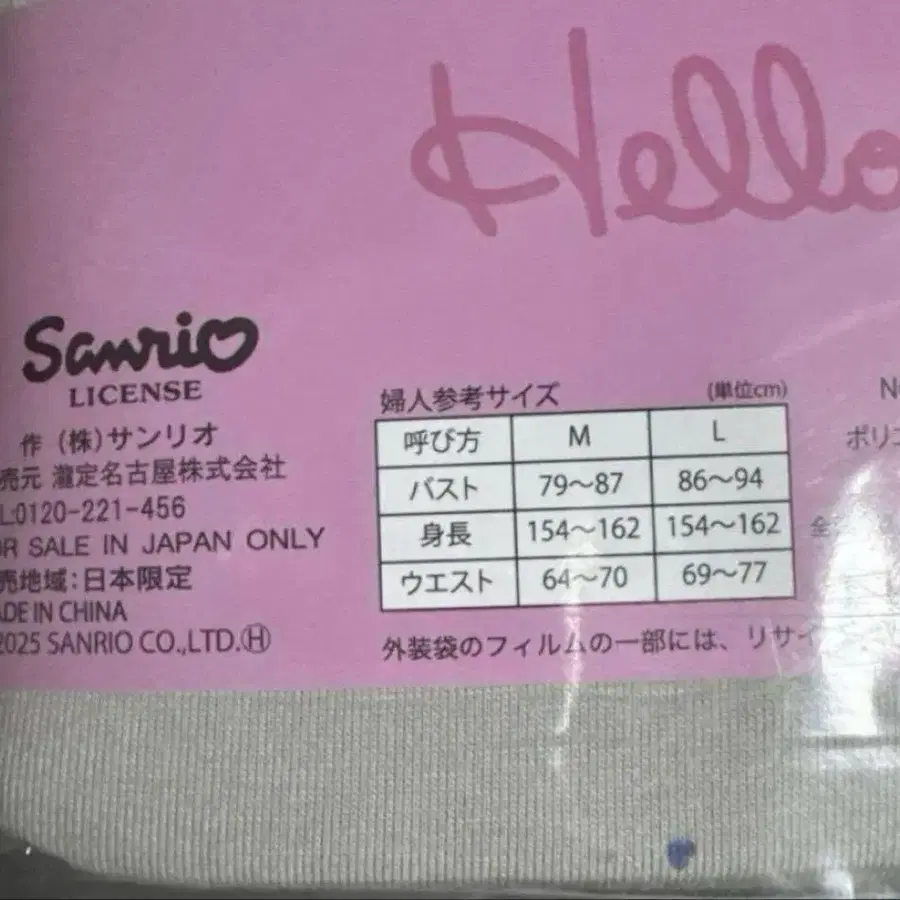 Hello
Sanrio
LICENSE
作 (株)サンリオ
売元 瀧定名古屋株式会社
L:0120-221-456
OR SALE IN JAPAN ONLY
売地域:日本限定
ADE IN CHINA
2025 SANRIO CO.,LTD.Ⓗ
婦人参考サイズ (単位cm)
呼び方 M L
バスト 79〜87 86〜94
身長 154〜162 154〜162
ウエスト 64〜70 69〜77
外装袋のフィルムの一部には、リサイ
ポリエ